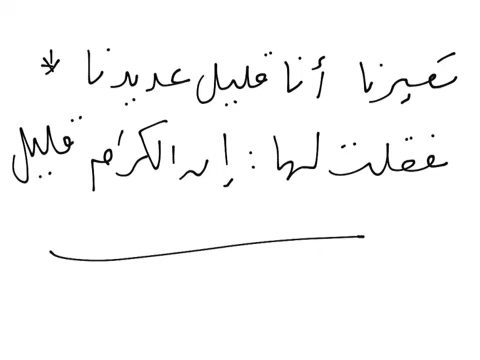 تعيرنا أنا قليل عديدنا *
فقلت لها : إن الكرام قليل